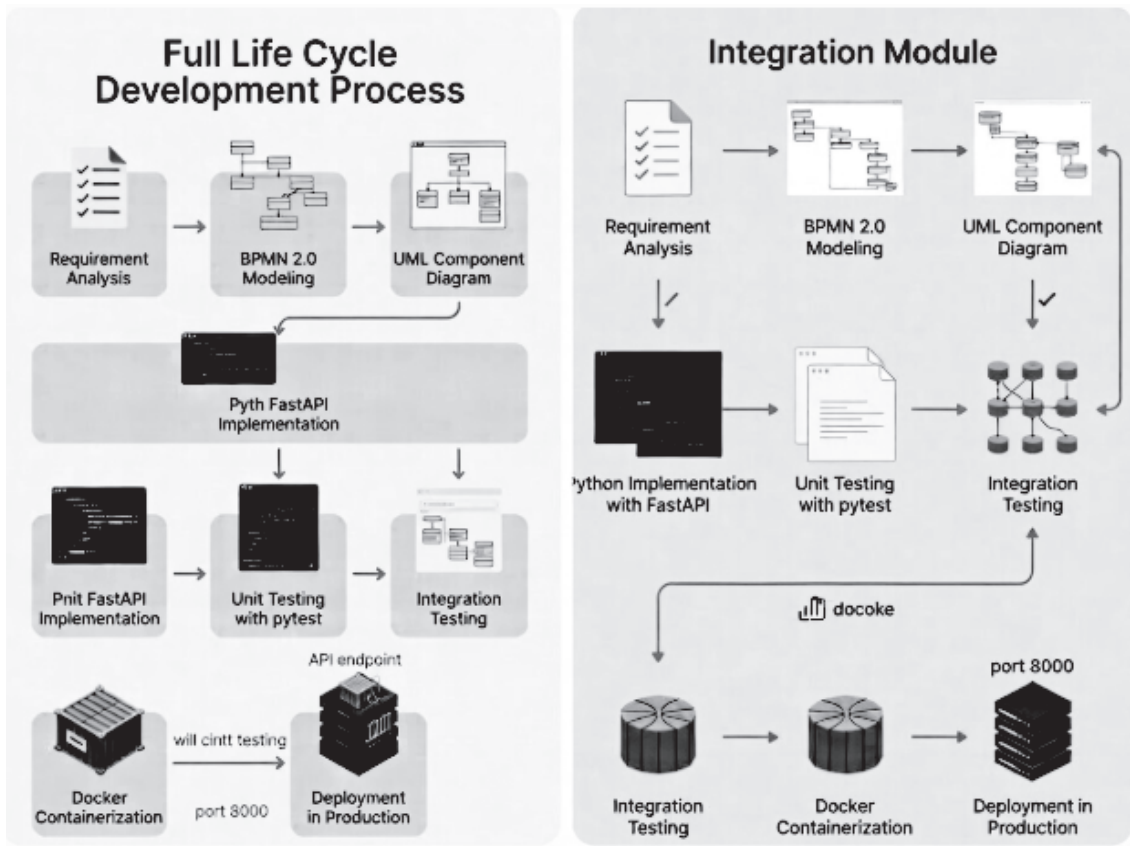 Full Life Cycle
Development Process
Requirement
Analysis
BPMN 2.0
Modeling
UML Component
Diagram
Pyth FastAPI
Implementation
Pnit FastAPI
Implementation
Unit Testing
with pytest
Integration
Testing
API endpoint
will cintt testing
port 8000
Docker
Containerization
Deployment
in Production
Integration Module
Requirement
Analysis
BPMN 2.0
Modeling
UML Component
Diagram
Python Implementation
with FastAPI
Unit Testing
with pytest
Integration
Testing
docoke
port 8000
Integration
Testing
Docker
Containerization
Deployment in
Production